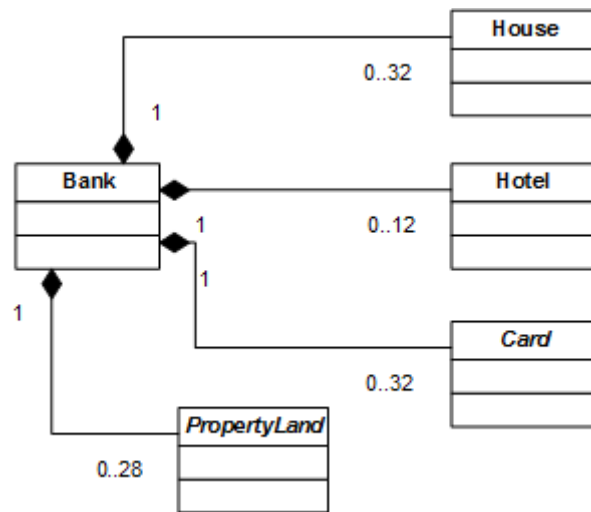 House
0..32
1
Bank
Hotel
1
0..12
1
Card
1
0..32
PropertyLand
0..28